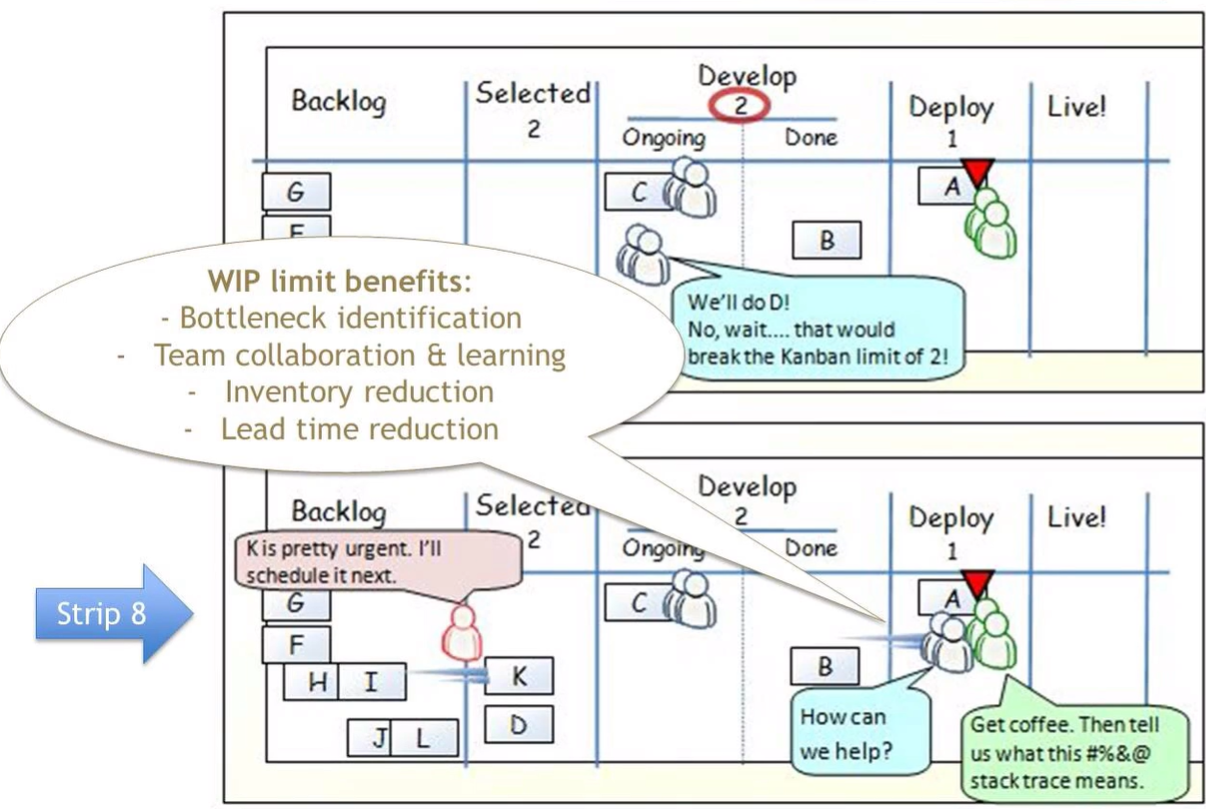 Backlog
Selected
2
Develop
2
Ongoing
Done
Deploy
1
Live!
G
C
A
B
We'll do D!
No, wait.... that would
break the Kanban limit of 2!
WIP limit benefits:
- Bottleneck identification
- Team collaboration & learning
- Inventory reduction
- Lead time reduction
Strip 8
Backlog
Selected
2
Develop
2
Ongoing
Done
Deploy
1
Live!
K is pretty urgent. I'll
schedule it next.
G
F
H I
J L
K
D
C
B
A
How can
we help?
Get coffee. Then tell
us what this #%&@
stack trace means.